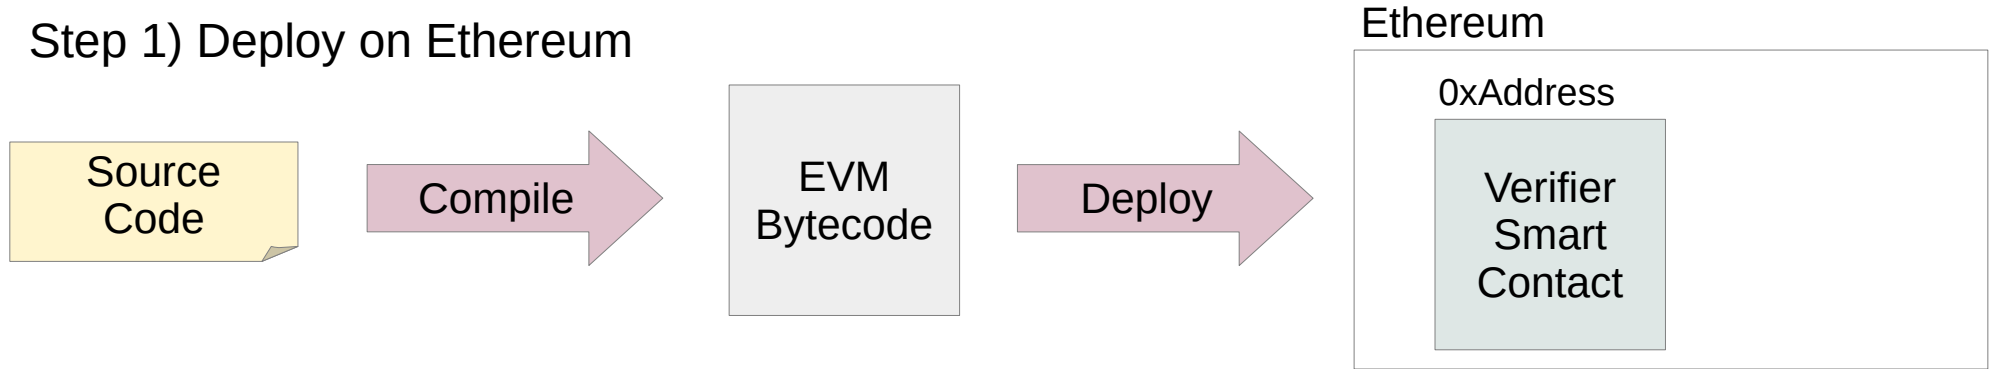 Step 1) Deploy on Ethereum
Source
Code
Compile
EVM
Bytecode
Deploy
Ethereum
0xAddress
Verifier
Smart
Contact